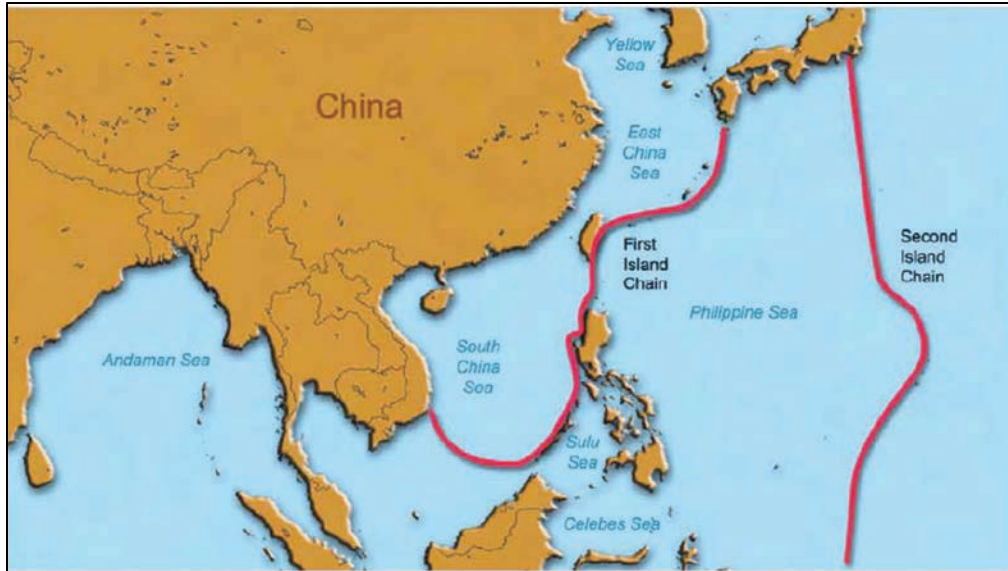 Yellow
Sea
China
East
China
Sea
First
Island
Chain
Second
Island
Chain
Philippine Sea
South
China
Sea
Andaman Sea
Sulu
Sea
Celebes Sea